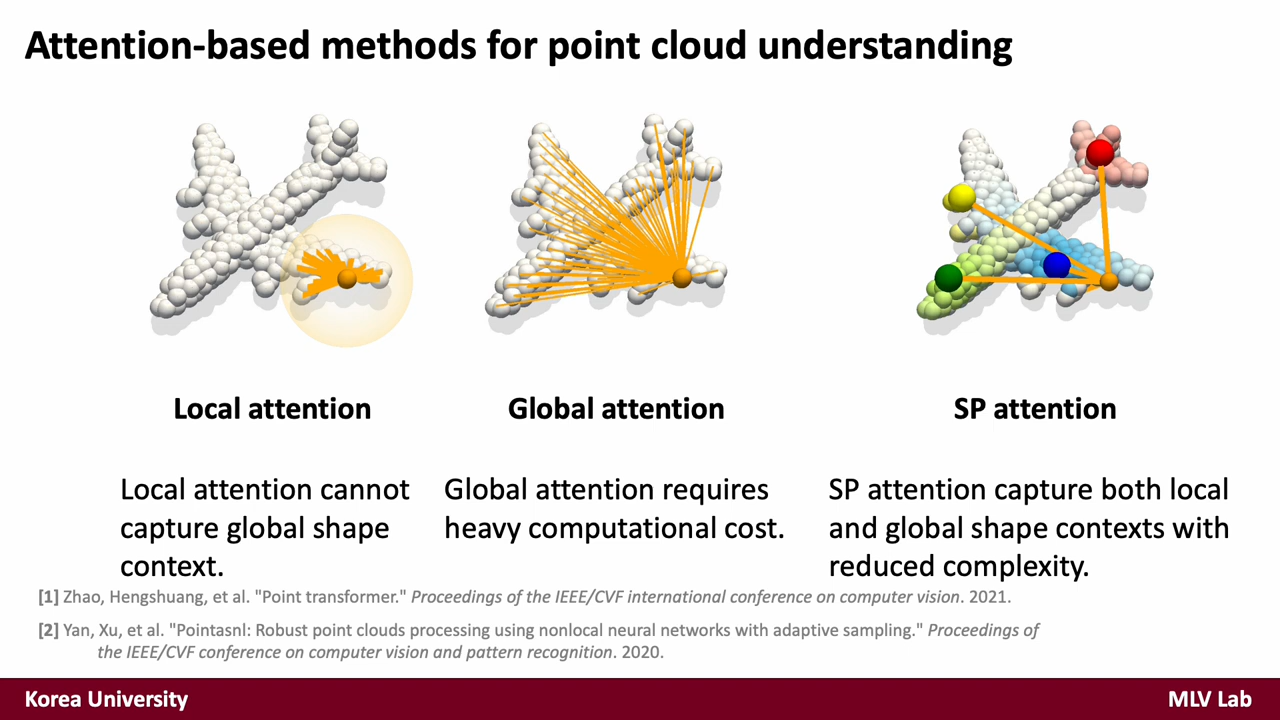 Attention-based methods for point cloud understanding
Local attention
Global attention
SP attention
Local attention cannot
capture global shape
context.
Global attention requires
heavy computational cost.
SP attention capture both local
and global shape contexts with
reduced complexity.
[1] Zhao, Hengshuang, et al. "Point transformer." Proceedings of the IEEE/CVF international conference on computer vision. 2021.
[2] Yan, Xu, et al. "Pointasnl: Robust point clouds processing using nonlocal neural networks with adaptive sampling." Proceedings of
the IEEE/CVF conference on computer vision and pattern recognition. 2020.
Korea University
MLV Lab